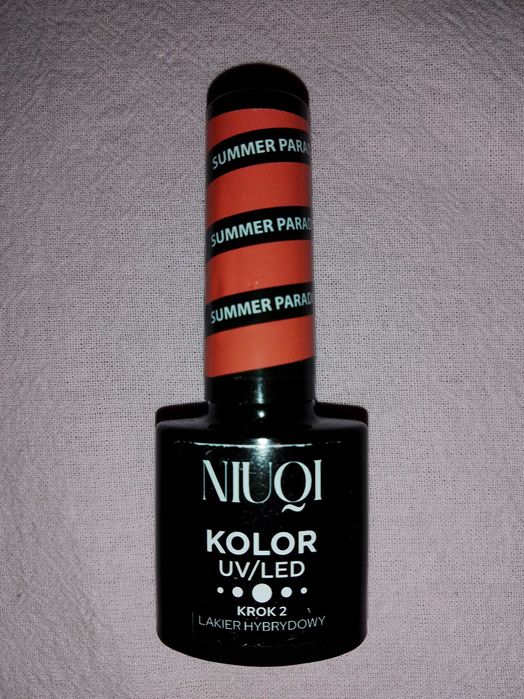 SUMMER
SUMMER
SUMMER
NIUQI
KOLOR
UV/LED
KROK 2
LAKIER HYBRYDOWY